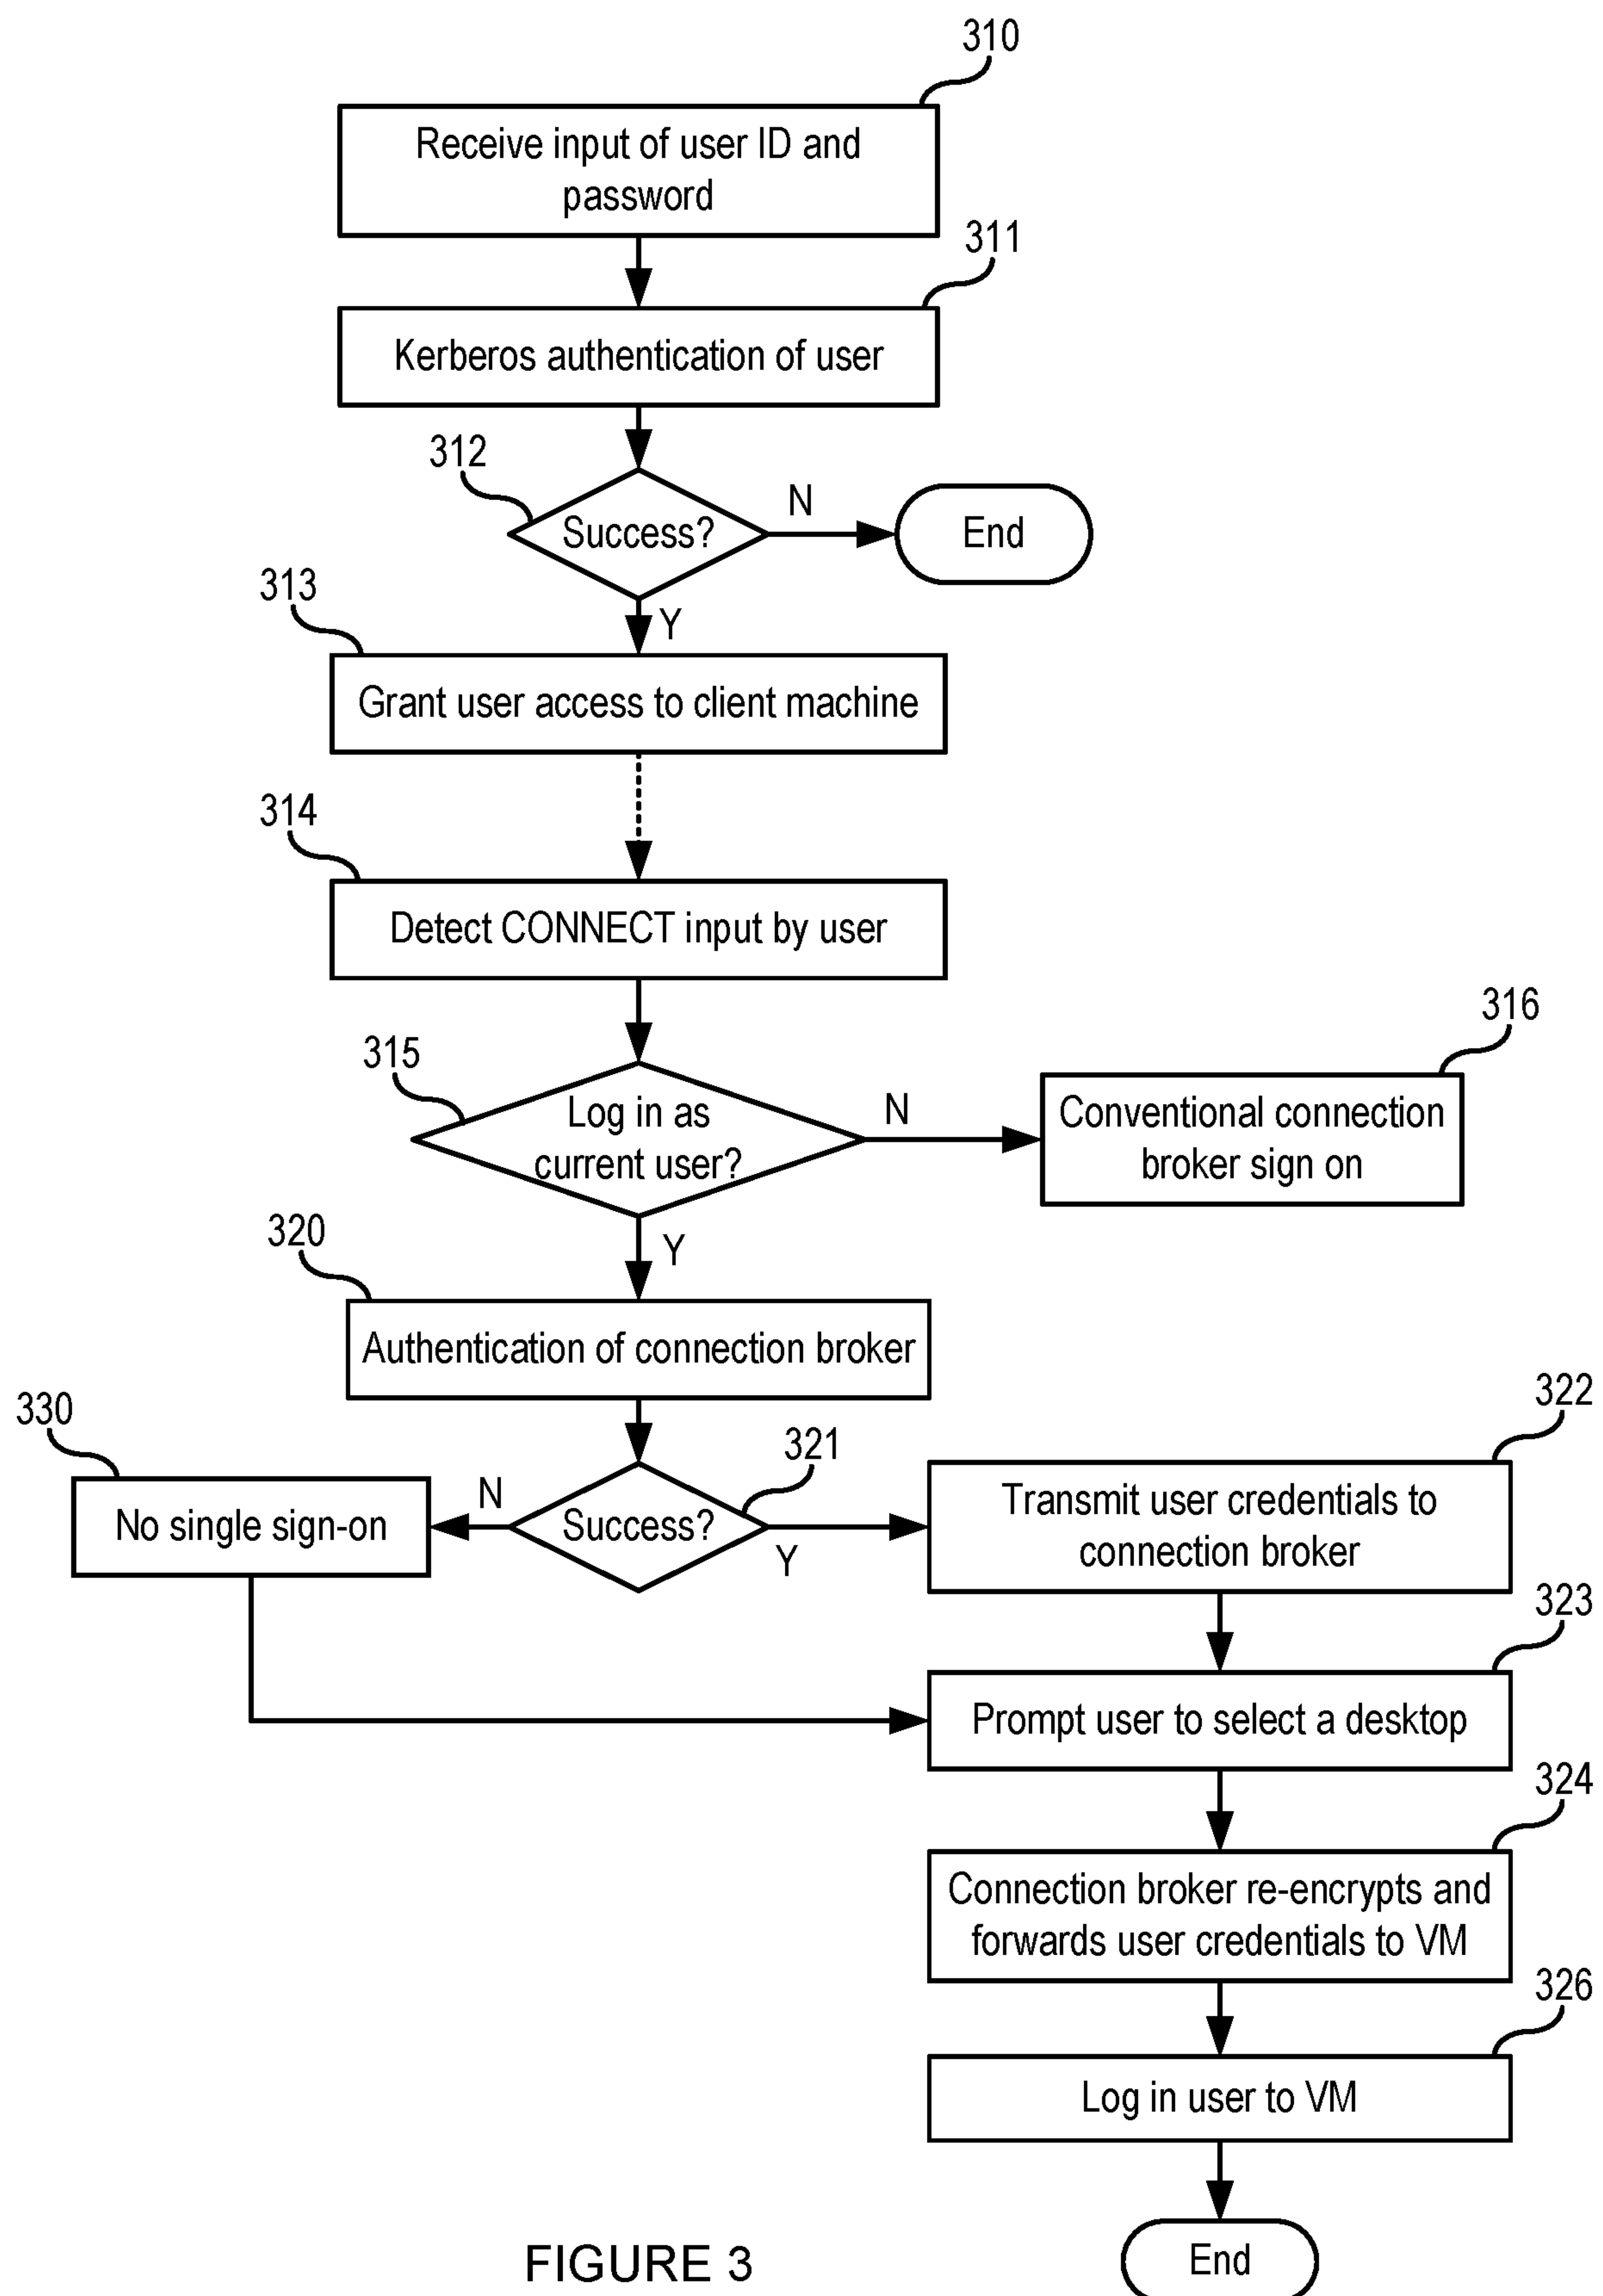 310
Receive input of user ID and
password
311
Kerberos authentication of user
312
Success?
N
End
Y
313
Grant user access to client machine
314
Detect CONNECT input by user
315
Log in as
current user?
N
316
Conventional connection
broker sign on
Y
320
Authentication of connection broker
330
No single sign-on
N
321
Success?
Y
322
Transmit user credentials to
connection broker
323
Prompt user to select a desktop
324
Connection broker re-encrypts and
forwards user credentials to VM
326
Log in user to VM
End
FIGURE 3